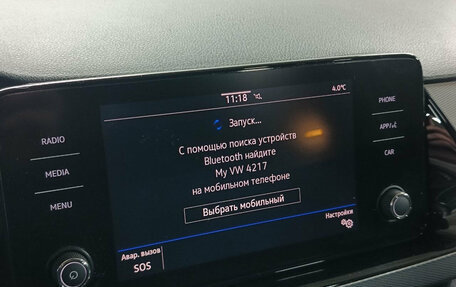 11:18
4.0°C
RADIO
MEDIA
MENU
Запуск...
С помощью поиска устройств
Bluetooth найдите
My VW 4217
на мобильном телефоне
Выбрать мобильный
Авар. вызов
SOS
Настройки
PHONE
APP/
CAR